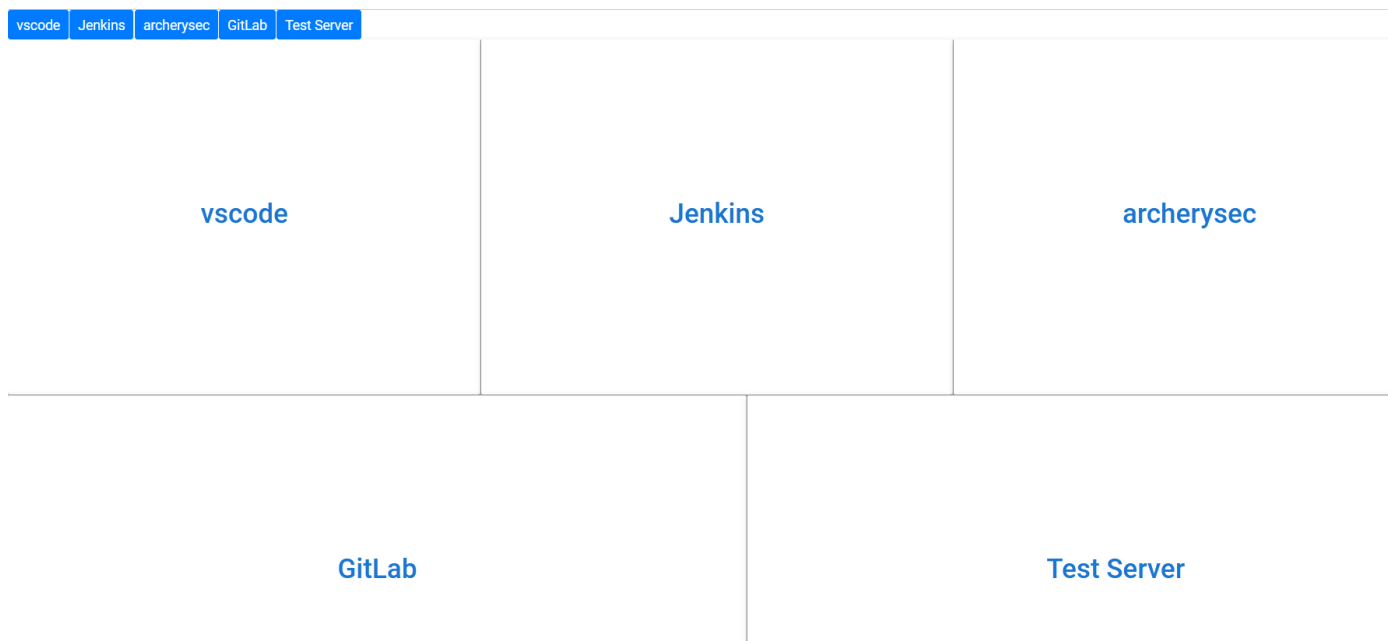 vscode Jenkins archerysec GitLab Test Server
vscode Jenkins archerysec
GitLab Test Server